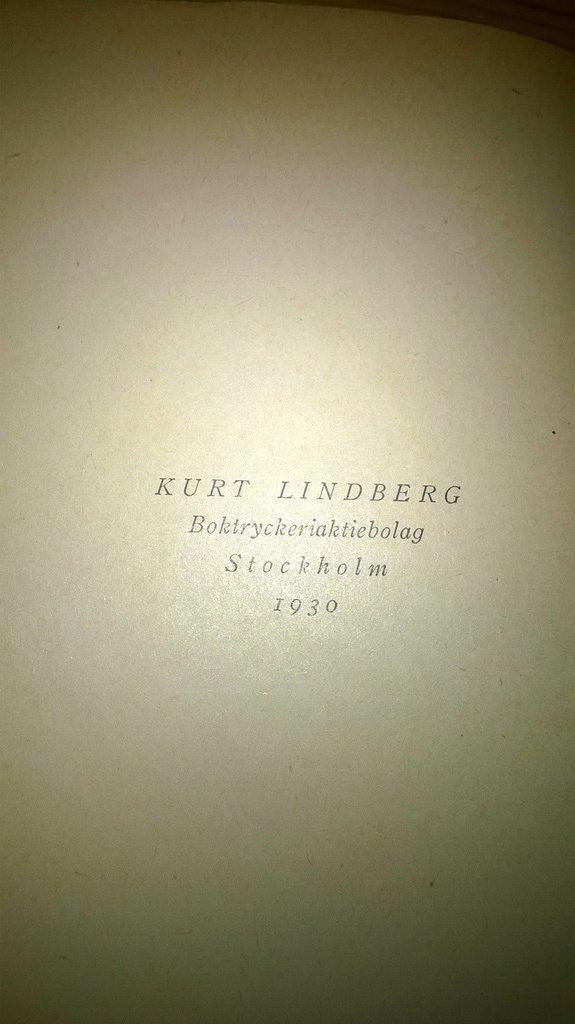 KURT LINDBERG
Boktryckeriaktiebolag
Stockholm
1930